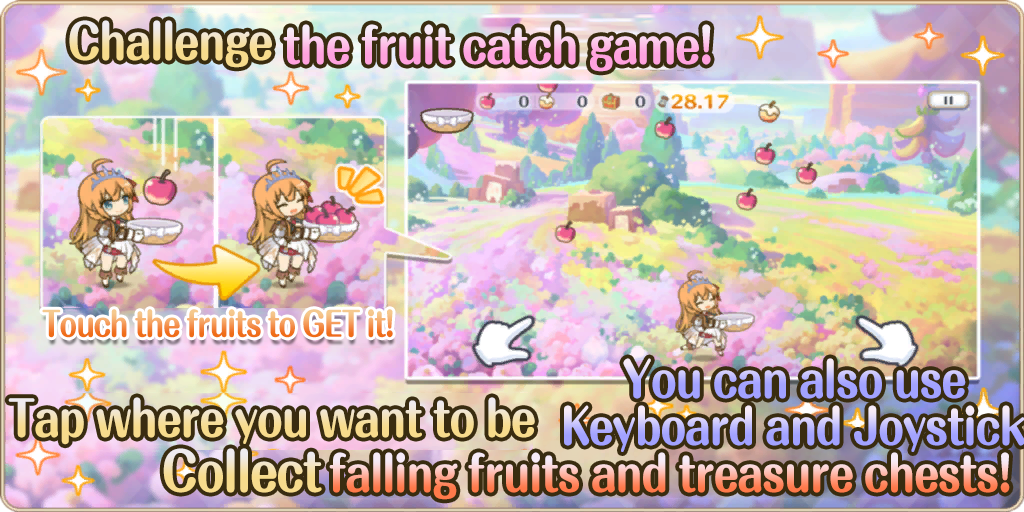 Challenge the fruit catch game!
0 0 0 28.17
Touch the fruits to GET it!
You can also use
Keyboard and Joystick
Tap where you want to be
Collect falling fruits and treasure chests!